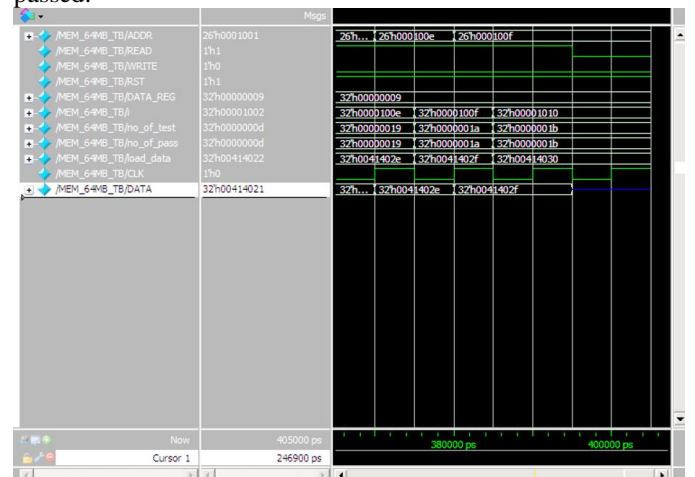 passed.
Msgs
/MEM_64MB_TB/ADDR 26'h0001001 26'h... 26'h000100e 26'h000100f
/MEM_64MB_TB/READ 1'h1
/MEM_64MB_TB/WRITE 1'h0
/MEM_64MB_TB/RST 1'h1
/MEM_64MB_TB/DATA_REG 32'h00000009 32'h00000009
/MEM_64MB_TB/i 32'h00001002 32'h0000100e 32'h0000100f 32'h00001010
/MEM_64MB_TB/no_of_test 32'h0000000d 32'h00000019 32'h0000001a 32'h0000001b
/MEM_64MB_TB/no_of_pass 32'h0000000d 32'h00000019 32'h0000001a 32'h0000001b
/MEM_64MB_TB/load_data 32'h00414022 32'h0041402e 32'h0041402f 32'h00414030
/MEM_64MB_TB/CLK 1'h0
/MEM_64MB_TB/DATA 32'h00414021 32'h... 32'h0041402e 32'h0041402f
Now 405000 ps 380000 ps 400000 ps
Cursor 1 246900 ps